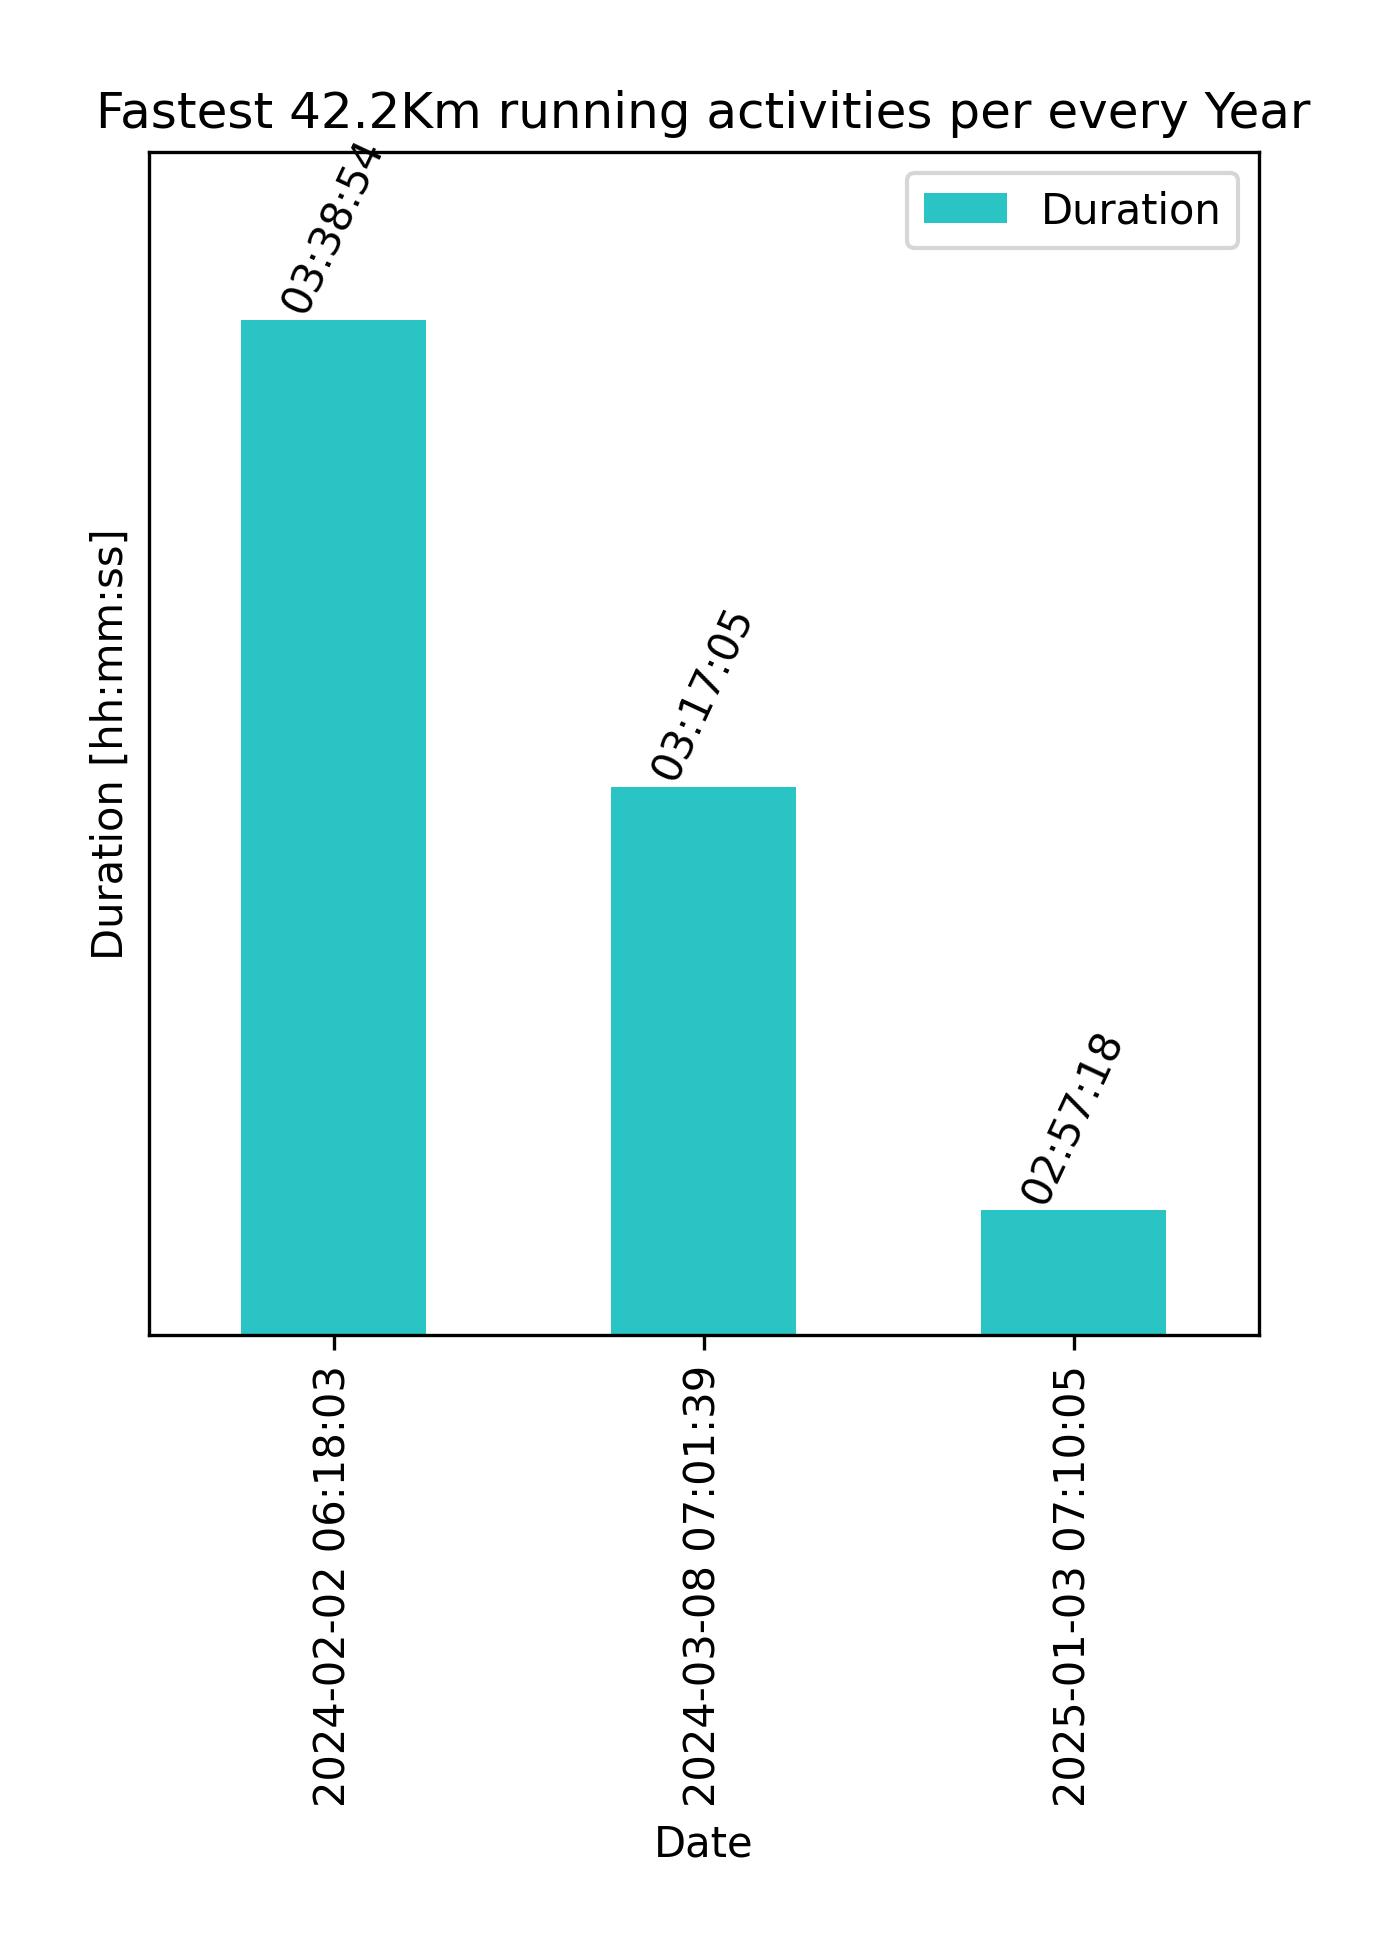 Fastest 42.2Km running activities per every Year
Duration
03:38:54
03:17:05
02:57:18
Duration [hh:mm:ss]
2024-02-02 06:18:03
2024-03-08 07:01:39
2025-01-03 07:10:05
Date